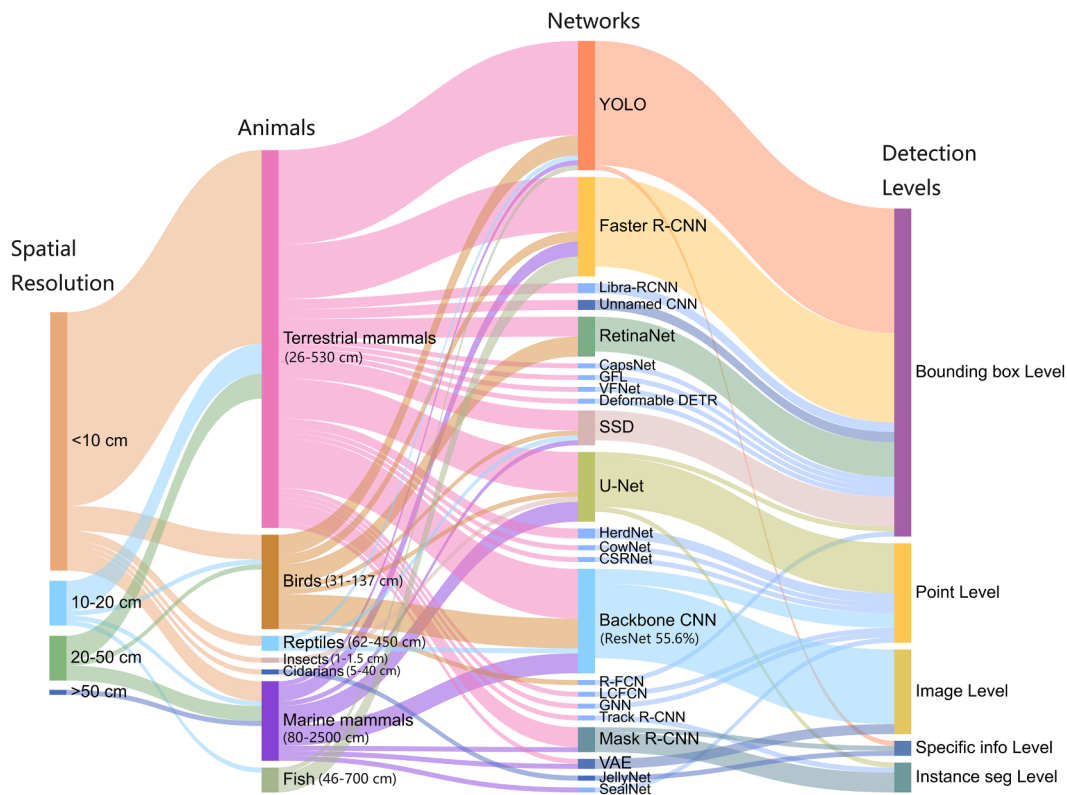 Networks
Animals
Detection
Levels
Spatial
Resolution
<10 cm
10-20 cm
20-50 cm
>50 cm
Terrestrial mammals
(26-530 cm)
Birds (31-137 cm)
Reptiles (62-450 cm)
Insects (1-1.5 cm)
Cidarians (5-40 cm)
Marine mammals
(80-2500 cm)
Fish (46-700 cm)
YOLO
Faster R-CNN
Libra-RCNN
Unnamed CNN
RetinaNet
CapsNet
GFL
VFNet
Deformable DETR
SSD
U-Net
HerdNet
CowNet
CSRNet
Backbone CNN
(ResNet 55.6%)
R-FCN
LCFCN
GNN
Track R-CNN
Mask R-CNN
VAE
JellyNet
SealNet
Bounding box Level
Point Level
Image Level
Specific info Level
Instance seg Level